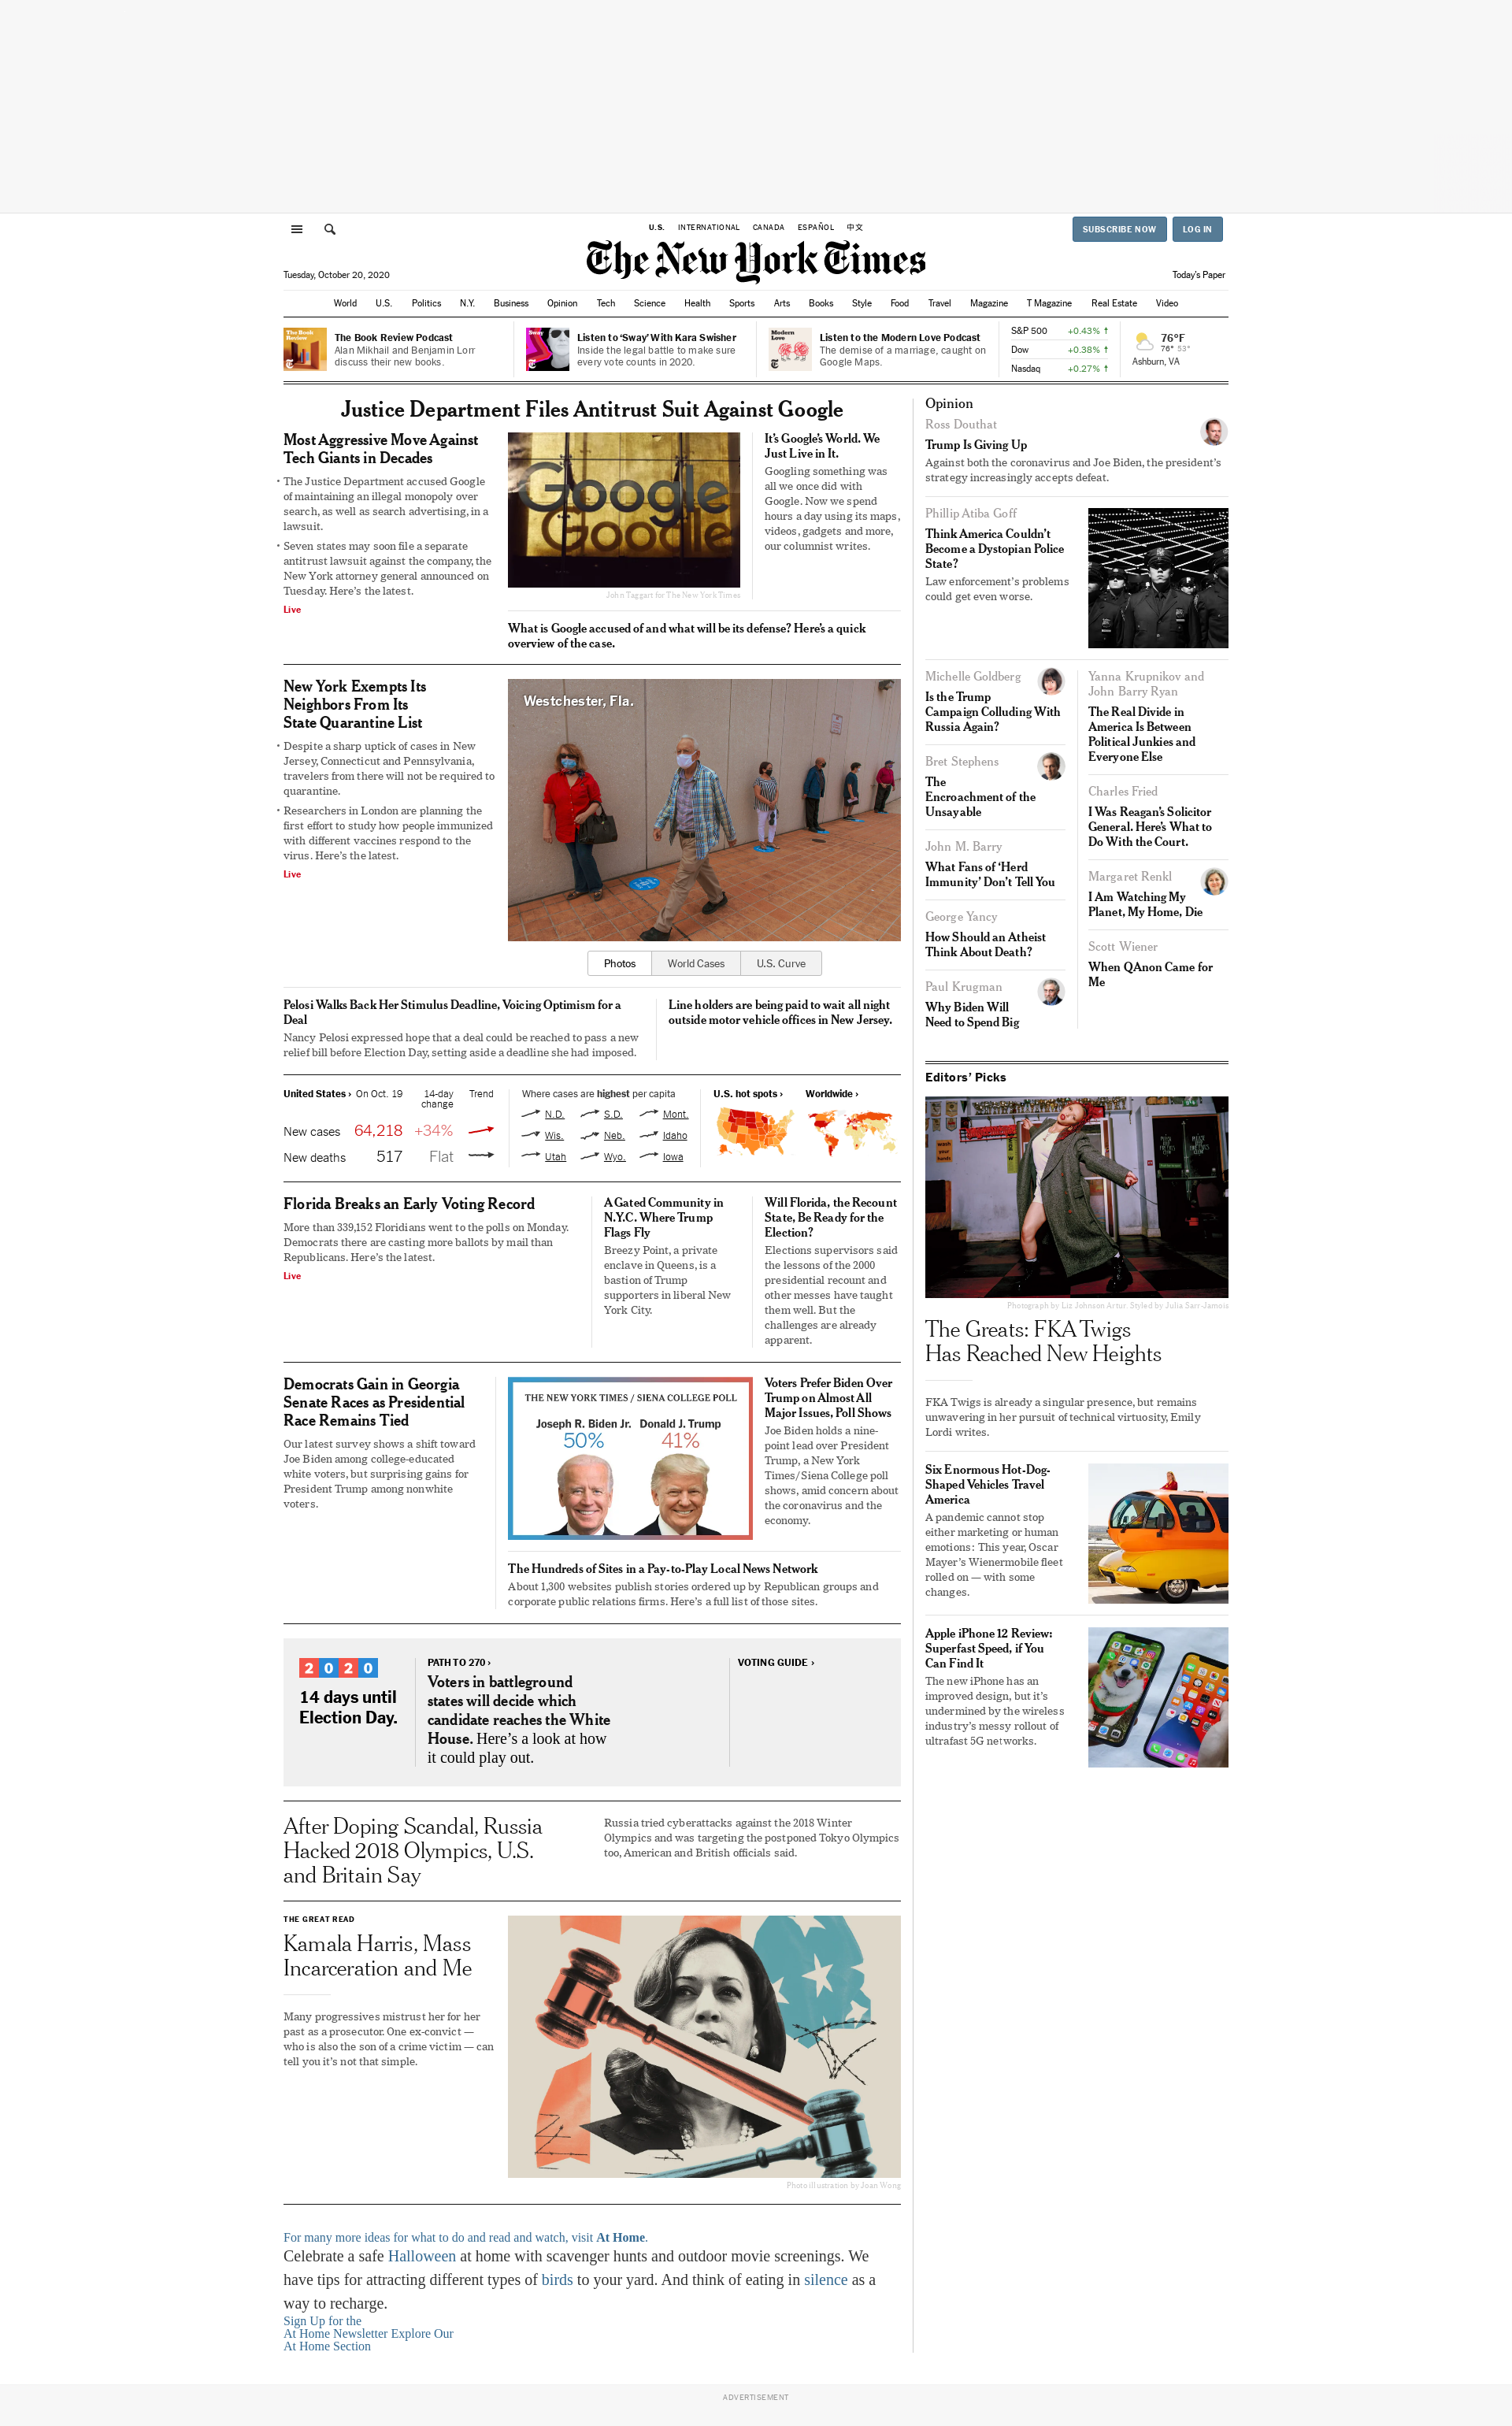 U.S. INTERNATIONAL CANADA ESPAÑOL 中文
SUBSCRIBE NOW LOG IN
The New York Times
Tuesday, October 20, 2020
Today's Paper
World U.S. Politics N.Y. Business Opinion Tech Science Health Sports Arts Books Style Food Travel Magazine T Magazine Real Estate Video
The Book Review Podcast
Alan Mikhail and Benjamin Lorr
discuss their new books.
Listen to ‘Sway’ With Kara Swisher
Inside the legal battle to make sure
every vote counts in 2020.
Modern
Love
Listen to the Modern Love Podcast
The demise of a marriage, caught on
Google Maps.
S&P 500 +0.43%
Dow +0.38%
Nasdaq +0.27%
76°F
76° 53°
Ashburn, VA
Justice Department Files Antitrust Suit Against Google
Most Aggressive Move Against
Tech Giants in Decades
The Justice Department accused Google
of maintaining an illegal monopoly over
search, as well as search advertising, in a
lawsuit.
Seven states may soon file a separate
antitrust lawsuit against the company, the
New York attorney general announced on
Tuesday. Here’s the latest.
Live
Google
Google
John Taggart for The New York Times
It’s Google’s World. We
Just Live in It.
Googling something was
all we once did with
Google. Now we spend
hours a day using its maps,
videos, gadgets and more,
our columnist writes.
What is Google accused of and what will be its defense? Here’s a quick
overview of the case.
New York Exempts Its
Neighbors From Its
State Quarantine List
Despite a sharp uptick of cases in New
Jersey, Connecticut and Pennsylvania,
travelers from there will not be required to
quarantine.
Researchers in London are planning the
first effort to study how people immunized
with different vaccines respond to the
virus. Here’s the latest.
Live
Westchester, Fla.
Photos World Cases U.S. Curve
Pelosi Walks Back Her Stimulus Deadline, Voicing Optimism for a
Deal
Nancy Pelosi expressed hope that a deal could be reached to pass a new
relief bill before Election Day, setting aside a deadline she had imposed.
Line holders are being paid to wait all night
outside motor vehicle offices in New Jersey.
United States › On Oct. 19 14-day
change Trend
New cases 64,218 +34%
New deaths 517 Flat
Where cases are highest per capita
N.D. S.D. Mont.
Wis. Neb. Idaho
Utah Wyo. Iowa
U.S. hot spots › Worldwide ›
Florida Breaks an Early Voting Record
More than 339,152 Floridians went to the polls on Monday.
Democrats there are casting more ballots by mail than
Republicans. Here’s the latest.
Live
A Gated Community in
N.Y.C. Where Trump
Flags Fly
Breezy Point, a private
enclave in Queens, is a
bastion of Trump
supporters in liberal New
York City.
Will Florida, the Recount
State, Be Ready for the
Election?
Elections supervisors said
the lessons of the 2000
presidential recount and
other messes have taught
them well. But the
challenges are already
apparent.
Democrats Gain in Georgia
Senate Races as Presidential
Race Remains Tied
Our latest survey shows a shift toward
Joe Biden among college-educated
white voters, but surprising gains for
President Trump among nonwhite
voters.
THE NEW YORK TIMES / SIENA COLLEGE POLL
Joseph R. Biden Jr. Donald J. Trump
50% 41%
Voters Prefer Biden Over
Trump on Almost All
Major Issues, Poll Shows
Joe Biden holds a nine-
point lead over President
Trump, a New York
Times/Siena College poll
shows, amid concern about
the coronavirus and the
economy.
The Hundreds of Sites in a Pay-to-Play Local News Network
About 1,300 websites publish stories ordered up by Republican groups and
corporate public relations firms. Here’s a full list of those sites.
2020
14 days until
Election Day.
PATH TO 270 ›
Voters in battleground
states will decide which
candidate reaches the White
House. Here’s a look at how
it could play out.
VOTING GUIDE ›
After Doping Scandal, Russia
Hacked 2018 Olympics, U.S.
and Britain Say
Russia tried cyberattacks against the 2018 Winter
Olympics and was targeting the postponed Tokyo Olympics
too, American and British officials said.
THE GREAT READ
Kamala Harris, Mass
Incarceration and Me
Many progressives mistrust her for her
past as a prosecutor. One ex-convict —
who is also the son of a crime victim — can
tell you it’s not that simple.
Photo illustration by Joan Wong
For many more ideas for what to do and read and watch, visit At Home.
Celebrate a safe Halloween at home with scavenger hunts and outdoor movie screenings. We
have tips for attracting different types of birds to your yard. And think of eating in silence as a
way to recharge.
Sign Up for the
At Home Newsletter Explore Our
At Home Section
Opinion
Ross Douthat
Trump Is Giving Up
Against both the coronavirus and Joe Biden, the president’s
strategy increasingly accepts defeat.
Phillip Atiba Goff
Think America Couldn’t
Become a Dystopian Police
State?
Law enforcement’s problems
could get even worse.
Michelle Goldberg
Is the Trump
Campaign Colluding With
Russia Again?
Bret Stephens
The
Encroachment of the
Unsayable
John M. Barry
What Fans of ‘Herd
Immunity’ Don’t Tell You
George Yancy
How Should an Atheist
Think About Death?
Paul Krugman
Why Biden Will
Need to Spend Big
Yanna Krupnikov and
John Barry Ryan
The Real Divide in
America Is Between
Political Junkies and
Everyone Else
Charles Fried
I Was Reagan’s Solicitor
General. Here’s What to
Do With the Court.
Margaret Renkl
I Am Watching My
Planet, My Home, Die
Scott Wiener
When QAnon Came for
Me
Editors’ Picks
Photograph by Liz Johnson Artur. Styled by Julia Sarr-Jamois
The Greats: FKA Twigs
Has Reached New Heights
FKA Twigs is already a singular presence, but remains
unwavering in her pursuit of technical virtuosity, Emily
Lordi writes.
Six Enormous Hot-Dog-
Shaped Vehicles Travel
America
A pandemic cannot stop
either marketing or human
emotions: This year, Oscar
Mayer’s Wienermobile fleet
rolled on — with some
changes.
Apple iPhone 12 Review:
Superfast Speed, if You
Can Find It
The new iPhone has an
improved design, but it’s
undermined by the wireless
industry’s messy rollout of
ultrafast 5G networks.
ADVERTISEMENT